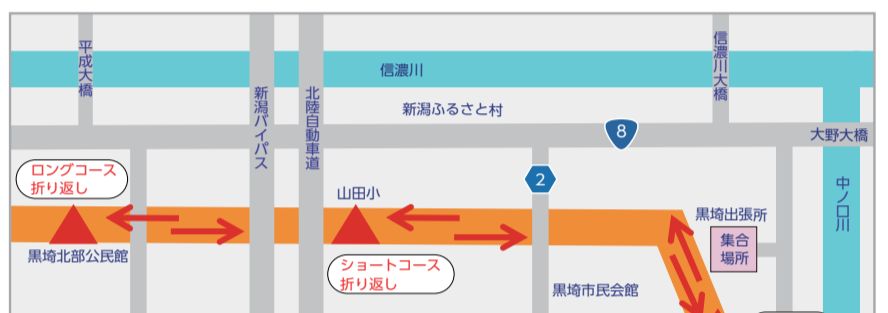 平成大橋
信濃川
信濃川大橋
新潟バイパス
北陸自動車道
新潟ふるさと村
8
大野大橋
ロングコース
折り返し
2
山田小
中ノ口川
黒埼出張所
集合
場所
黒埼北部公民館
ショートコース
折り返し
黒埼市民会館